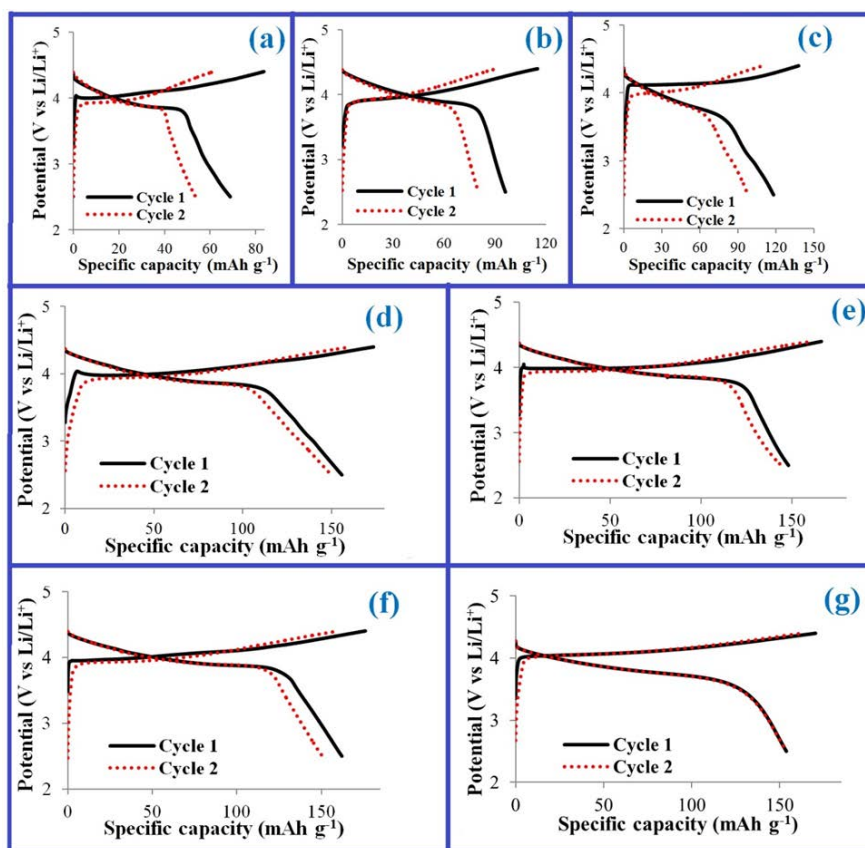 (a)
5
4
3
2
Potential (V vs Li/Li⁺)
Cycle 1
Cycle 2
0 20 40 60 80
Specific capacity (mAh g⁻¹)
(b)
5
4
3
2
Potential (V vs Li/Li⁺)
Cycle 1
Cycle 2
0 30 60 90 120
Specific capacity (mAh g⁻¹)
(c)
5
4
3
2
Potential (V vs Li/Li⁺)
Cycle 1
Cycle 2
0 30 60 90 120 150
Specific capacity (mAh g⁻¹)
(d)
5
4
3
2
Potential (V vs Li/Li⁺)
Cycle 1
Cycle 2
0 50 100 150
Specific capacity (mAh g⁻¹)
(e)
5
4
3
2
Potential (V vs Li/Li⁺)
Cycle 1
Cycle 2
0 50 100 150
Specific capacity (mAh g⁻¹)
(f)
5
4
3
2
Potential (V vs Li/Li⁺)
Cycle 1
Cycle 2
0 50 100 150
Specific capacity (mAh g⁻¹)
(g)
5
4
3
2
Potential (V vs Li/Li⁺)
Cycle 1
Cycle 2
0 50 100 150
Specific capacity (mAh g⁻¹)